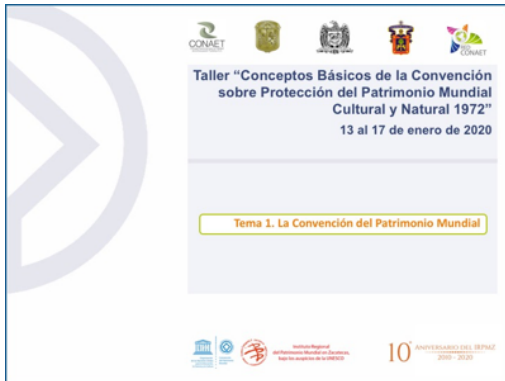 CONAET
RED
CONAET
Taller “Conceptos Básicos de la Convención
sobre Protección del Patrimonio Mundial
Cultural y Natural 1972”
13 al 17 de enero de 2020
Tema 1. La Convención del Patrimonio Mundial
Instituto Regional
del Patrimonio Mundial en Zacatecas,
bajo los auspicios de la UNESCO
10° ANIVERSARIO DEL IRPMZ
2010 - 2020